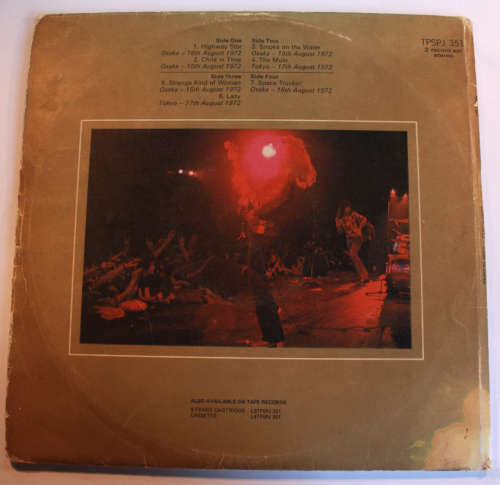 Side One
1. Highway Star
Osaka – 16th August 1972
2. Child in Time
Osaka – 16th August 1972
Side Two
3. Smoke on the Water
Osaka – 15th August 1972
4. The Mule
Tokyo – 17th August 1972
Side Three
5. Strange Kind of Woman
Osaka – 16th August 1972
6. Lazy
Tokyo – 17th August 1972
Side Four
7. Space Truckin'
Osaka – 16th August 1972
TPSPJ 351
2 record set
STEREO
ALSO AVAILABLE ON TAPE RECORDS
8 TRACK CARTRIDGE
CASSETTE